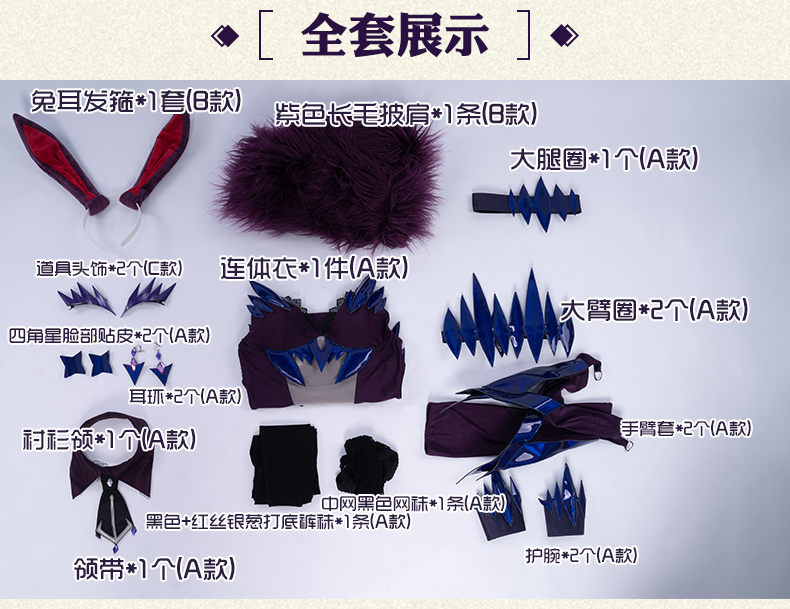 全套展示
兔耳发箍*1套(B款)
紫色长毛披肩*1条(B款)
大腿圈*1个(A款)
道具头饰*2个(C款)
连体衣*1件(A款)
大臂圈*2个(A款)
四角星脸部贴皮*2个(A款)
耳环*2个(A款)
衬衫领*1个(A款)
手臂套*2个(A款)
中网黑色网袜*1条(A款)
黑色+红丝银葱打底裤袜*1条(A款)
护腕*2个(A款)
领带*1个(A款)